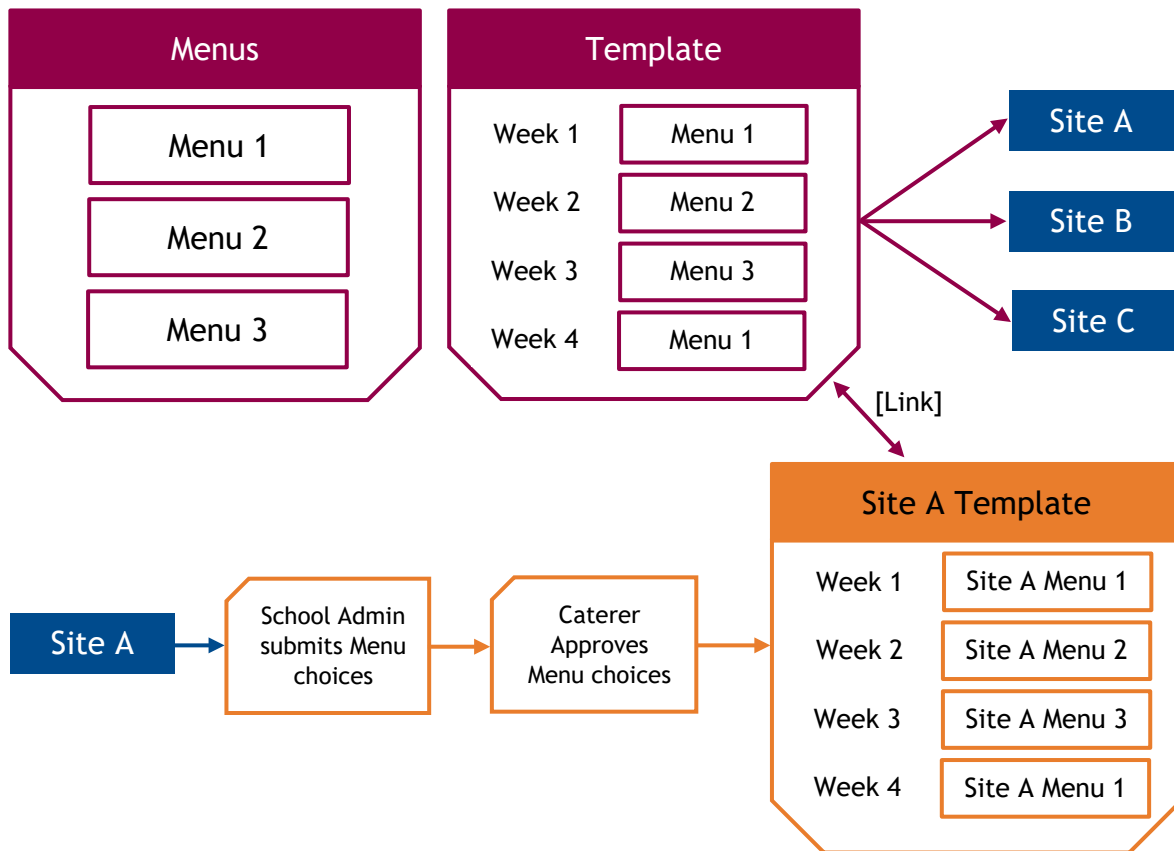 Menus
Menu 1
Menu 2
Menu 3
Template
Week 1 Menu 1
Week 2 Menu 2
Week 3 Menu 3
Week 4 Menu 1
Site A
Site B
Site C
[Link]
Site A
School Admin
submits Menu
choices
Caterer
Approves
Menu choices
Site A Template
Week 1 Site A Menu 1
Week 2 Site A Menu 2
Week 3 Site A Menu 3
Week 4 Site A Menu 1